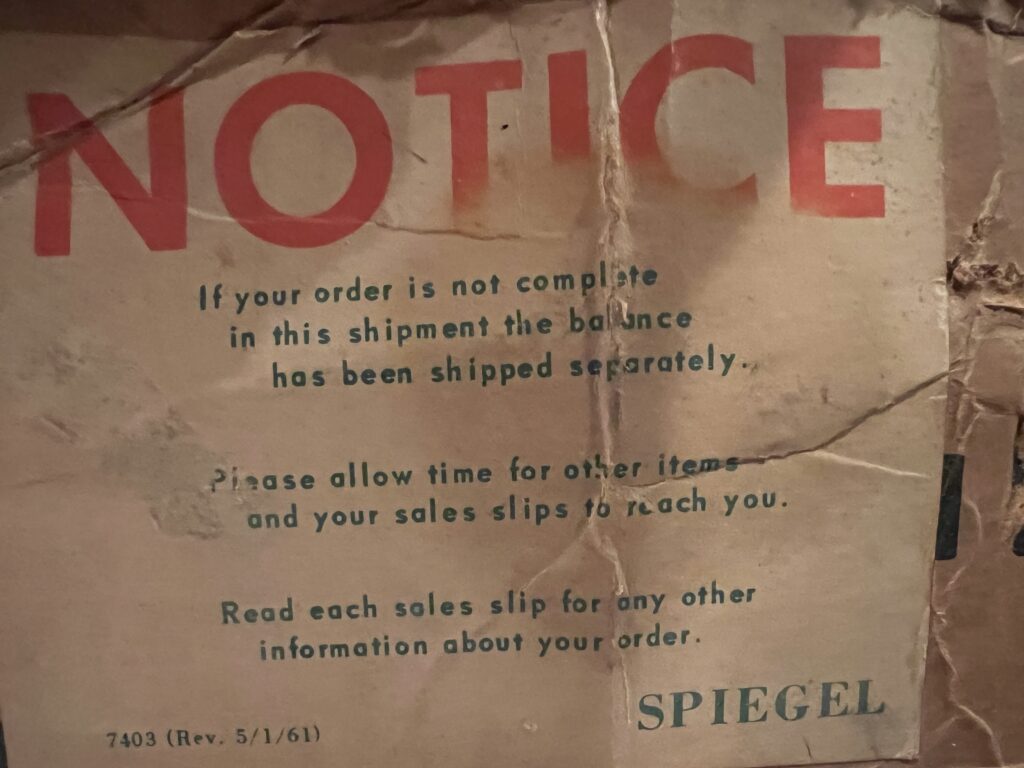 NOTICE
If your order is not complete
in this shipment the balance
has been shipped separately.
Please allow time for other items
and your sales slips to reach you.
Read each sales slip for any other
information about your order.
SPIEGEL
7403 (Rev. 5/1/61)